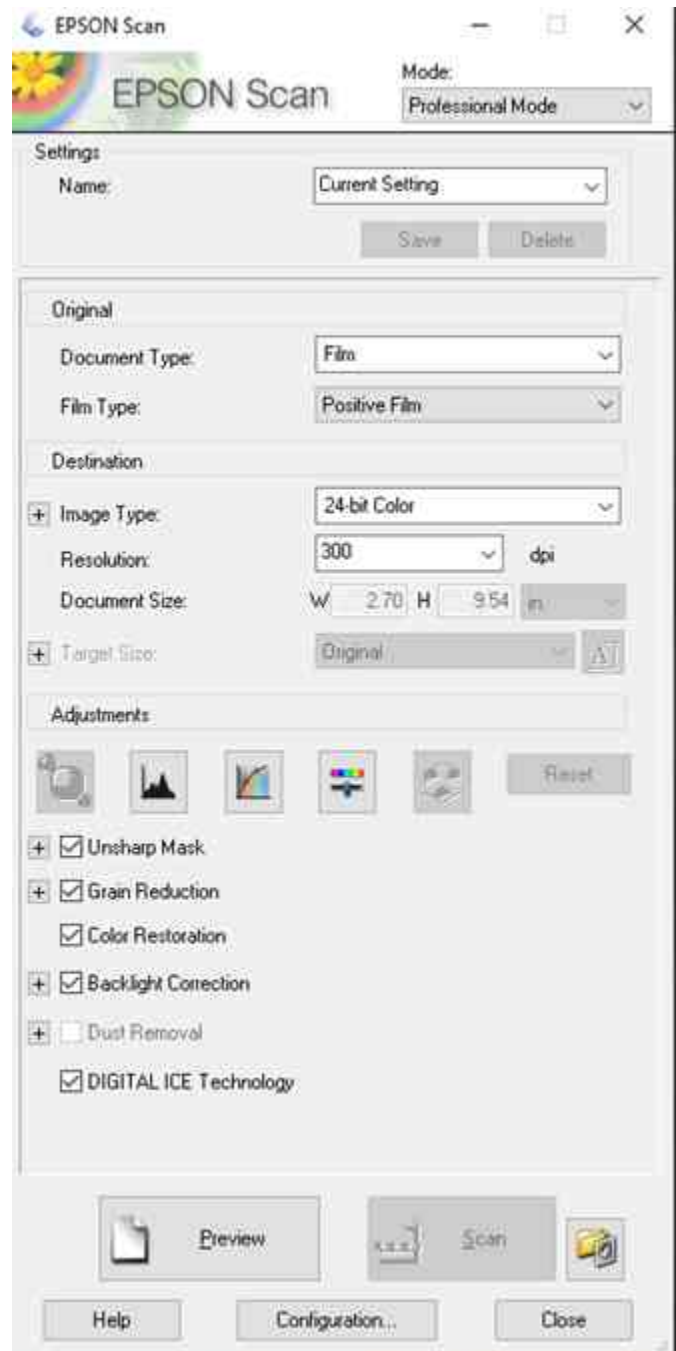 EPSON Scan
EPSON Scan
Mode:
Professional Mode
Settings
Name:
Current Setting
Save
Delete
Original
Document Type:
Film
Film Type:
Positive Film
Destination
Image Type:
24-bit Color
Resolution:
300
dpi
Document Size:
W 2.70 H 9.54 in
Target Size:
Original
Adjustments
Reset
Unsharp Mask
Grain Reduction
Color Restoration
Backlight Correction
Dust Removal
DIGITAL ICE Technology
Preview
Scan
Help
Configuration...
Close